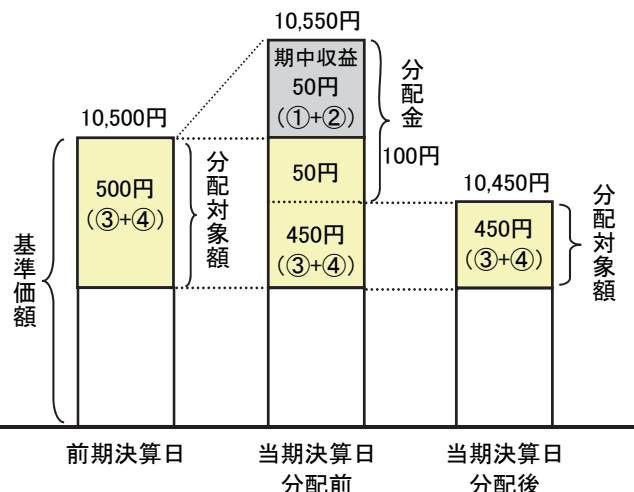 10,550円
期中収益
50円
(①+②)
分配金
100円
10,500円
500円
(③+④)
分配対象額
50円
450円
(③+④)
10,450円
450円
(③+④)
分配対象額
基準価額
前期決算日
当期決算日
分配前
当期決算日
分配後